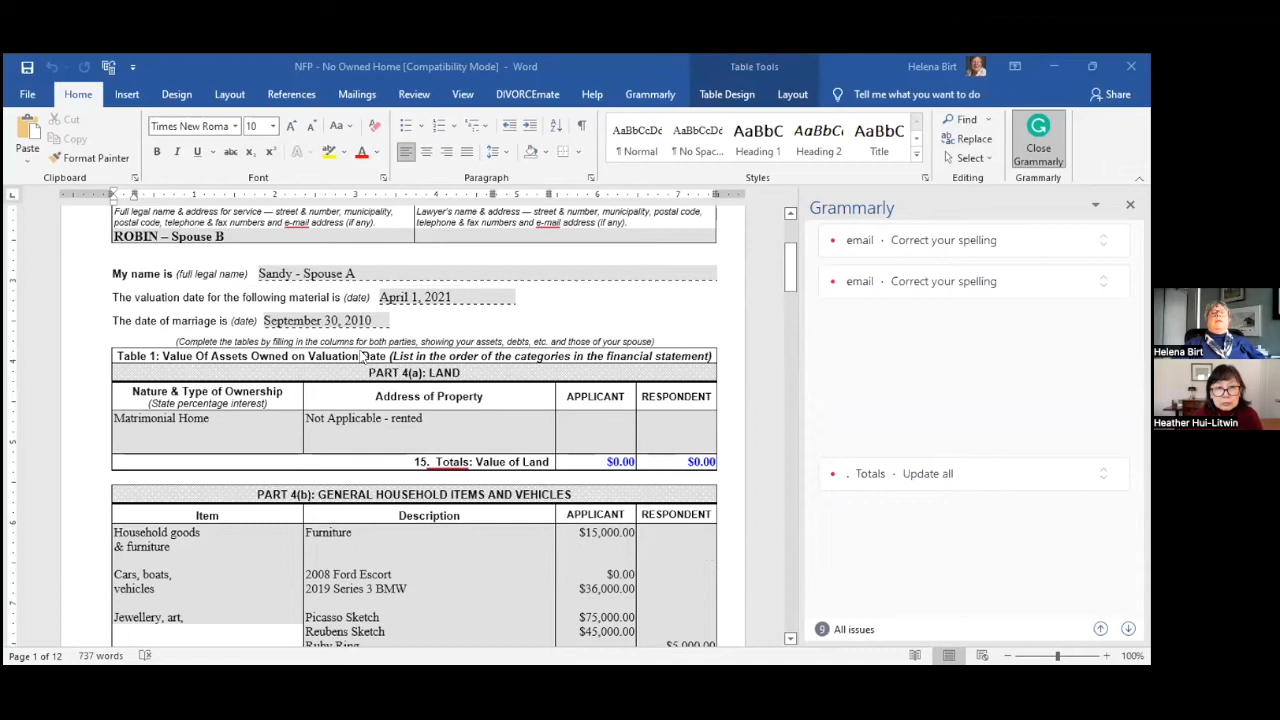 NFP - No Owned Home [Compatibility Mode] - Word
Table Tools
Helena Birt
File
Home
Insert
Design
Layout
References
Mailings
Review
View
DIVORCEmate
Help
Grammarly
Table Design
Layout
Tell me what you want to do
Share
Paste
Cut
Copy
Format Painter
Clipboard
Times New Roma
10
Font
Paragraph
AaBbCcDd
¶ Normal
AaBbCcDd
¶ No Spac...
AaBbC
Heading 1
AaBbC
Heading 2
AaBbC
Title
Styles
Find
Replace
Select
Editing
Close
Grammarly
Grammarly
Full legal name & address for service — street & number, municipality,
postal code, telephone & fax numbers and e-mail address (if any).
ROBIN – Spouse B
Lawyer's name & address — street & number, municipality, postal code,
telephone & fax numbers and e-mail address (if any).
My name is (full legal name) Sandy - Spouse A
The valuation date for the following material is (date) April 1, 2021
The date of marriage is (date) September 30, 2010
(Complete the tables by filling in the columns for both parties, showing your assets, debts, etc. and those of your spouse)
Table 1: Value Of Assets Owned on Valuation Date (List in the order of the categories in the financial statement)
PART 4(a): LAND
Nature & Type of Ownership
(State percentage interest)
Address of Property
APPLICANT
RESPONDENT
Matrimonial Home
Not Applicable - rented
15. Totals: Value of Land
$0.00
$0.00
PART 4(b): GENERAL HOUSEHOLD ITEMS AND VEHICLES
Item
Description
APPLICANT
RESPONDENT
Household goods
& furniture
Furniture
$15,000.00
Cars, boats,
vehicles
2008 Ford Escort
$0.00
2019 Series 3 BMW
$36,000.00
Jewellery, art,
Picasso Sketch
$75,000.00
Reubens Sketch
$45,000.00
Ruby Ring
$5,000.00
Grammarly
email · Correct your spelling
email · Correct your spelling
. Totals · Update all
9 All issues
Page 1 of 12
737 words
100%
Helena Birt
Heather Hui-Litwin